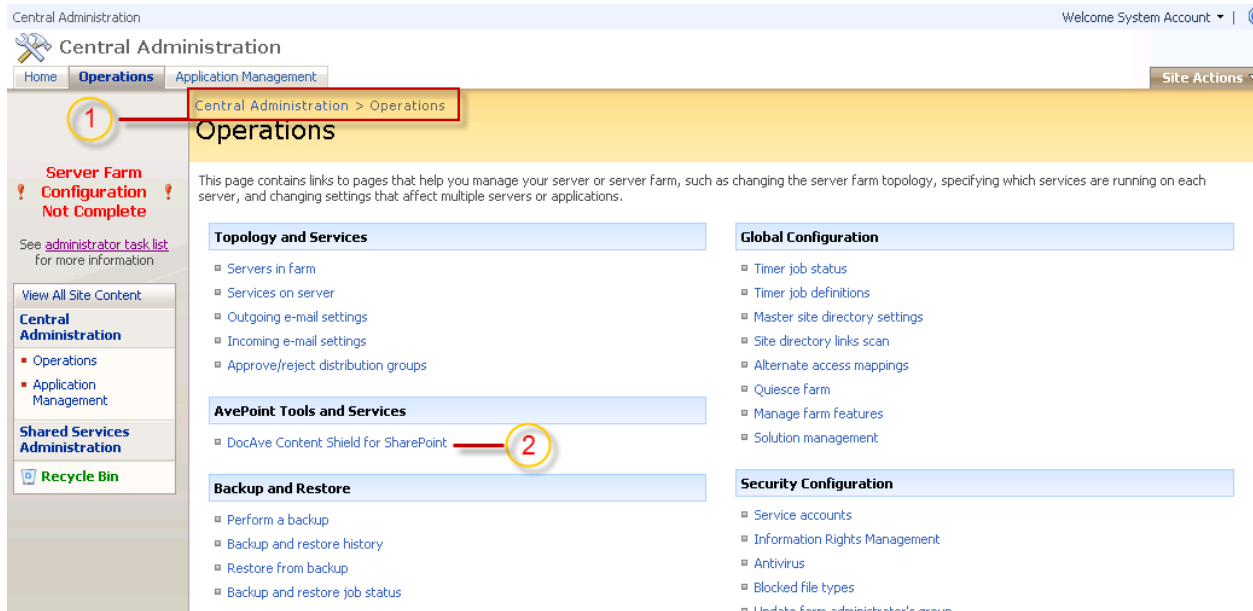 Central Administration
Welcome System Account
Central Administration
Home Operations Application Management
Site Actions
Central Administration > Operations
1
Operations
Server Farm
! Configuration !
Not Complete
See administrator task list
for more information
View All Site Content
Central
Administration
Operations
Application
Management
Shared Services
Administration
Recycle Bin
This page contains links to pages that help you manage your server or server farm, such as changing the server farm topology, specifying which services are running on each
server, and changing settings that affect multiple servers or applications.
Topology and Services
Servers in farm
Services on server
Outgoing e-mail settings
Incoming e-mail settings
Approve/reject distribution groups
AvePoint Tools and Services
DocAve Content Shield for SharePoint
2
Backup and Restore
Perform a backup
Backup and restore history
Restore from backup
Backup and restore job status
Global Configuration
Timer job status
Timer job definitions
Master site directory settings
Site directory links scan
Alternate access mappings
Quiesce farm
Manage farm features
Solution management
Security Configuration
Service accounts
Information Rights Management
Antivirus
Blocked file types
Update farm administrator's group